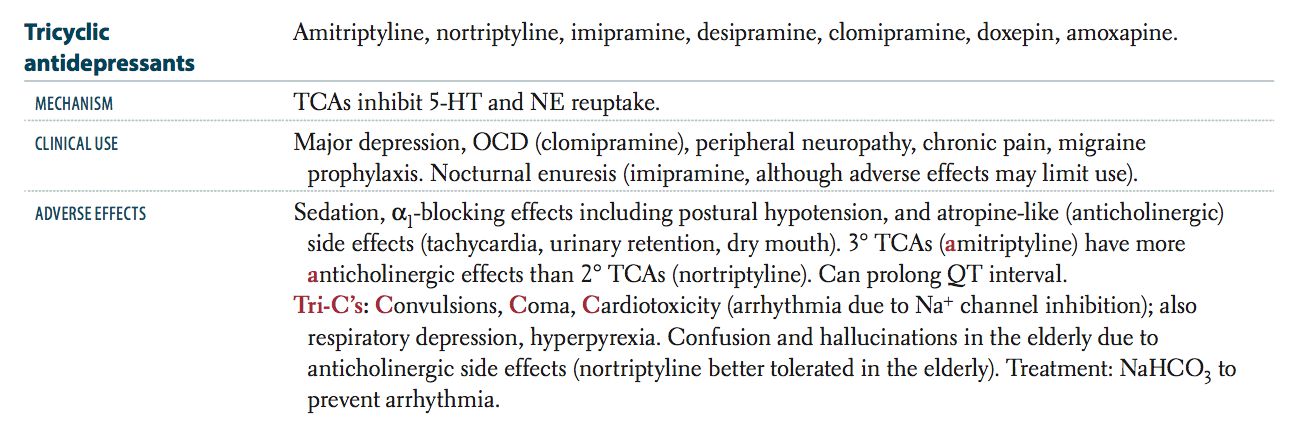 Tricyclic antidepressants
Amitriptyline, nortriptyline, imipramine, desipramine, clomipramine, doxepin, amoxapine.
MECHANISM
TCAs inhibit 5-HT and NE reuptake.
CLINICAL USE
Major depression, OCD (clomipramine), peripheral neuropathy, chronic pain, migraine
prophylaxis. Nocturnal enuresis (imipramine, although adverse effects may limit use).
ADVERSE EFFECTS
Sedation, α₁-blocking effects including postural hypotension, and atropine-like (anticholinergic)
side effects (tachycardia, urinary retention, dry mouth). 3° TCAs (amitriptyline) have more
anticholinergic effects than 2° TCAs (nortriptyline). Can prolong QT interval.
Tri-C's: Convulsions, Coma, Cardiotoxicity (arrhythmia due to Na⁺ channel inhibition); also
respiratory depression, hyperpyrexia. Confusion and hallucinations in the elderly due to
anticholinergic side effects (nortriptyline better tolerated in the elderly). Treatment: NaHCO₃ to
prevent arrhythmia.